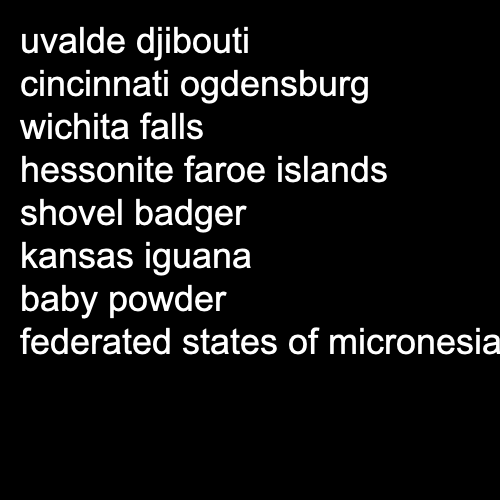 uvalde djibouti
cincinnati ogdensburg
wichita falls
hessonite faroe islands
shovel badger
kansas iguana
baby powder
federated states of micronesia